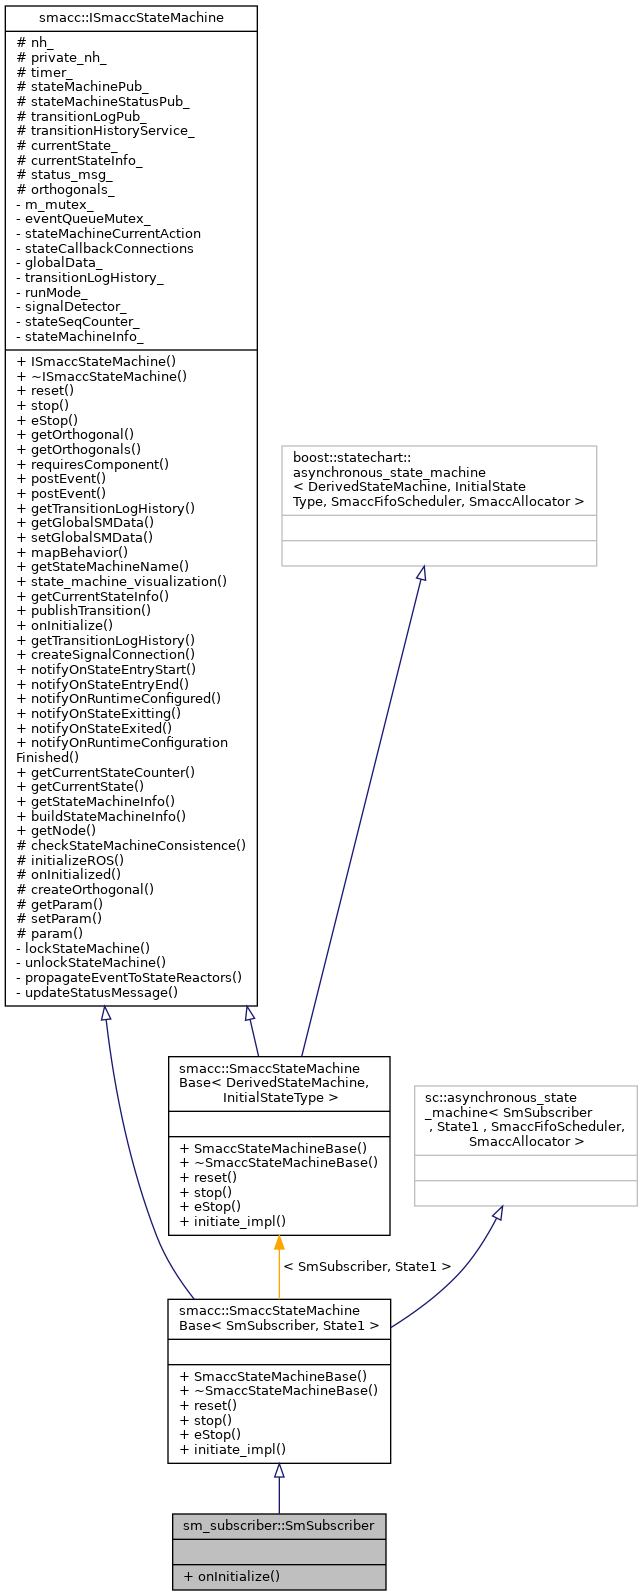 smacc::ISmaccStateMachine
# nh_
# private_nh_
# timer_
# stateMachinePub_
# stateMachineStatusPub_
# transitionLogPub_
# transitionHistoryService_
# currentState_
# currentStateInfo_
# status_msg_
# orthogonals_
- m_mutex_
- eventQueueMutex_
- stateMachineCurrentAction
- stateCallbackConnections
- globalData_
- transitionLogHistory_
- runMode_
- signalDetector_
- stateSeqCounter_
- stateMachineInfo_
+ ISmaccStateMachine()
+ ~ISmaccStateMachine()
+ reset()
+ stop()
+ eStop()
+ getOrthogonal()
+ getOrthogonals()
+ requiresComponent()
+ postEvent()
+ postEvent()
+ getTransitionLogHistory()
+ getGlobalSMData()
+ setGlobalSMData()
+ mapBehavior()
+ getStateMachineName()
+ state_machine_visualization()
+ getCurrentStateInfo()
+ publishTransition()
+ onInitialize()
+ getTransitionLogHistory()
+ createSignalConnection()
+ notifyOnStateEntryStart()
+ notifyOnStateEntryEnd()
+ notifyOnRuntimeConfigured()
+ notifyOnStateExitting()
+ notifyOnStateExited()
+ notifyOnRuntimeConfiguration
Finished()
+ getCurrentStateCounter()
+ getCurrentState()
+ getStateMachineInfo()
+ buildStateMachineInfo()
+ getNode()
# checkStateMachineConsistence()
# initializeROS()
# onInitialized()
# createOrthogonal()
# getParam()
# setParam()
# param()
- lockStateMachine()
- unlockStateMachine()
- propagateEventToStateReactors()
- updateStatusMessage()
boost::statechart::
asynchronous_state_machine
< DerivedStateMachine, InitialState
Type, SmaccFifoScheduler, SmaccAllocator >
smacc::SmaccStateMachine
Base< DerivedStateMachine,
InitialStateType >
+ SmaccStateMachineBase()
+ ~SmaccStateMachineBase()
+ reset()
+ stop()
+ eStop()
+ initiate_impl()
sc::asynchronous_state
_machine< SmSubscriber
, State1 , SmaccFifoScheduler,
SmaccAllocator >
< SmSubscriber, State1 >
smacc::SmaccStateMachine
Base< SmSubscriber, State1 >
+ SmaccStateMachineBase()
+ ~SmaccStateMachineBase()
+ reset()
+ stop()
+ eStop()
+ initiate_impl()
sm_subscriber::SmSubscriber
+ onInitialize()